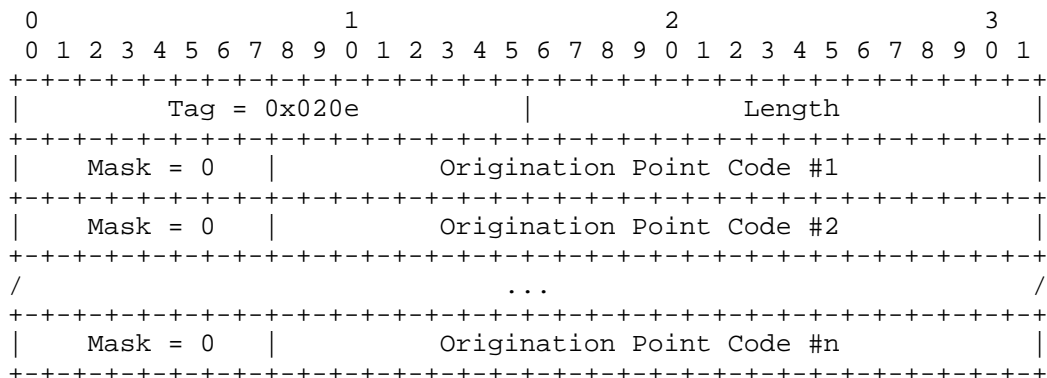 0                   1                   2                   3
 0 1 2 3 4 5 6 7 8 9 0 1 2 3 4 5 6 7 8 9 0 1 2 3 4 5 6 7 8 9 0 1
+-+-+-+-+-+-+-+-+-+-+-+-+-+-+-+-+-+-+-+-+-+-+-+-+-+-+-+-+-+-+-+-+
|         Tag = 0x020e          |             Length            |
+-+-+-+-+-+-+-+-+-+-+-+-+-+-+-+-+-+-+-+-+-+-+-+-+-+-+-+-+-+-+-+-+
|    Mask = 0   |          Origination Point Code #1            |
+-+-+-+-+-+-+-+-+-+-+-+-+-+-+-+-+-+-+-+-+-+-+-+-+-+-+-+-+-+-+-+-+
|    Mask = 0   |          Origination Point Code #2            |
+-+-+-+-+-+-+-+-+-+-+-+-+-+-+-+-+-+-+-+-+-+-+-+-+-+-+-+-+-+-+-+-+
/                              ...                              /
+-+-+-+-+-+-+-+-+-+-+-+-+-+-+-+-+-+-+-+-+-+-+-+-+-+-+-+-+-+-+-+-+
|    Mask = 0   |          Origination Point Code #n            |
+-+-+-+-+-+-+-+-+-+-+-+-+-+-+-+-+-+-+-+-+-+-+-+-+-+-+-+-+-+-+-+-+